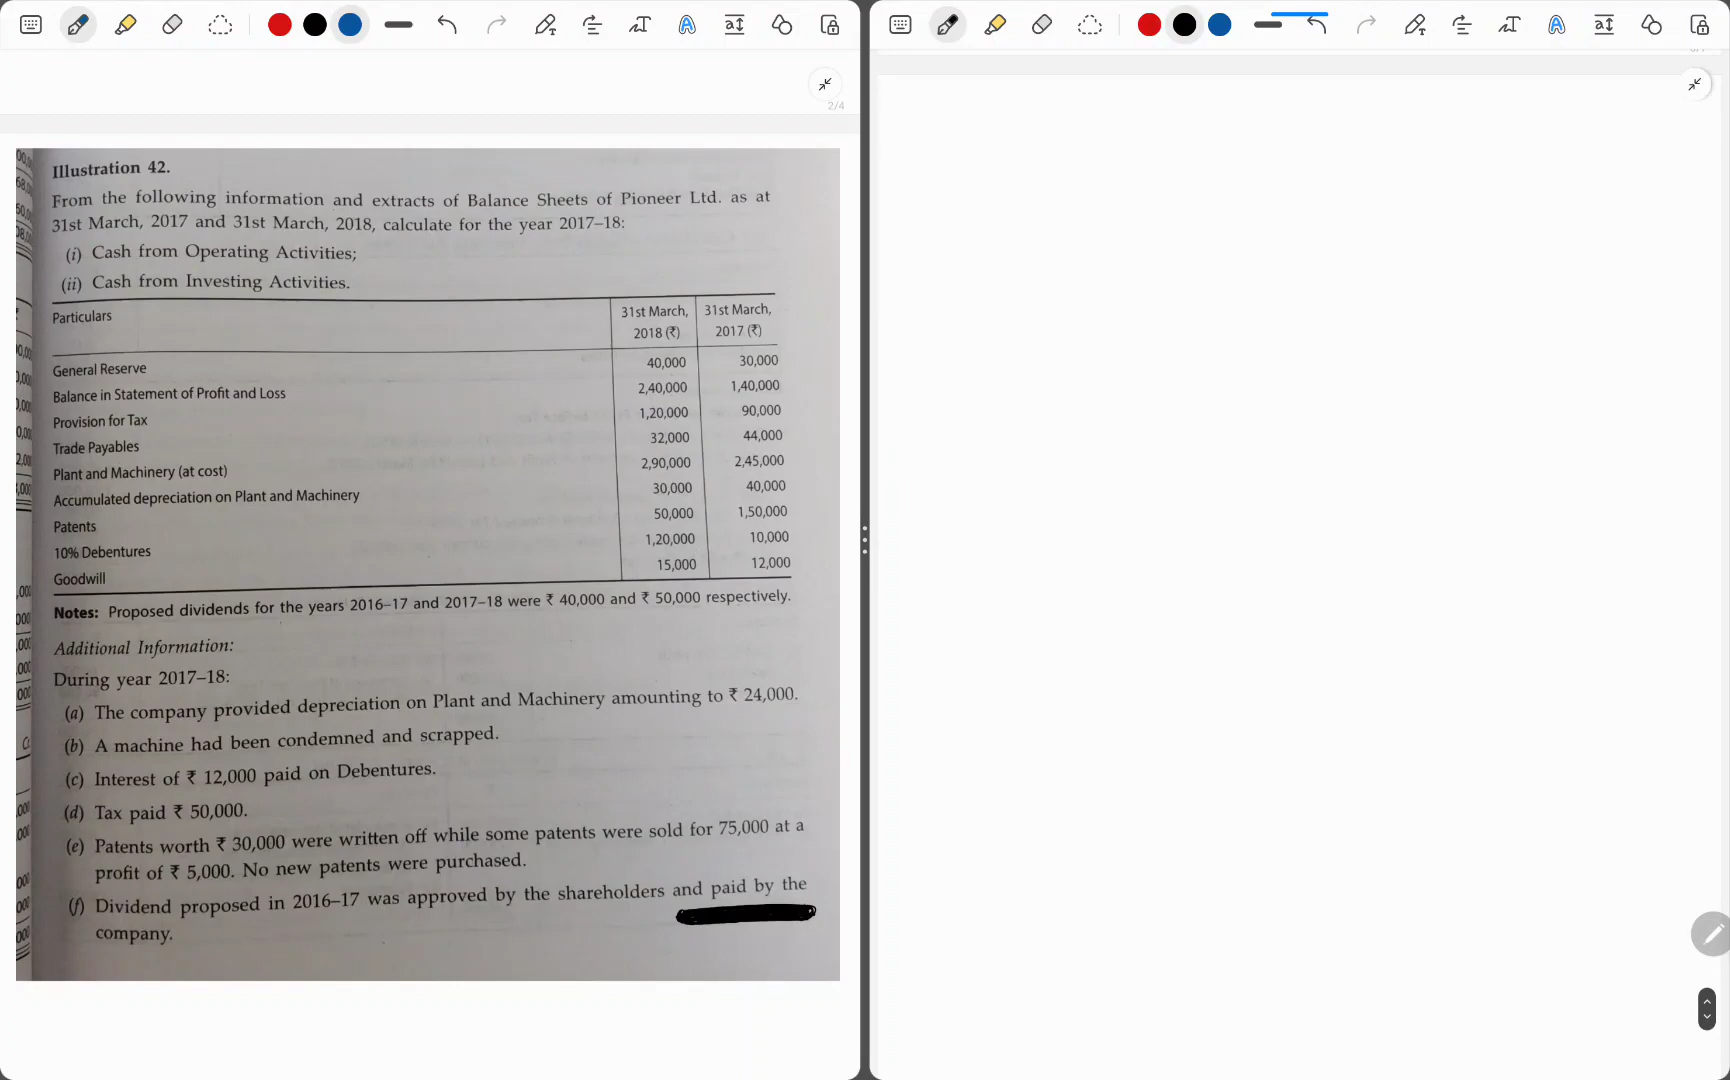 2/4
Illustration 42.
From the following information and extracts of Balance Sheets of Pioneer Ltd. as at
31st March, 2017 and 31st March, 2018, calculate for the year 2017–18:
(i) Cash from Operating Activities;
(ii) Cash from Investing Activities.
Particulars 31st March, 2018 (₹) 31st March, 2017 (₹)
General Reserve 40,000 30,000
Balance in Statement of Profit and Loss 2,40,000 1,40,000
Provision for Tax 1,20,000 90,000
Trade Payables 32,000 44,000
Plant and Machinery (at cost) 2,90,000 2,45,000
Accumulated depreciation on Plant and Machinery 30,000 40,000
Patents 50,000 1,50,000
10% Debentures 1,20,000 10,000
Goodwill 15,000 12,000
Notes: Proposed dividends for the years 2016–17 and 2017–18 were ₹ 40,000 and ₹ 50,000 respectively.
Additional Information:
During year 2017–18:
(a) The company provided depreciation on Plant and Machinery amounting to ₹ 24,000.
(b) A machine had been condemned and scrapped.
(c) Interest of ₹ 12,000 paid on Debentures.
(d) Tax paid ₹ 50,000.
(e) Patents worth ₹ 30,000 were written off while some patents were sold for 75,000 at a
profit of ₹ 5,000. No new patents were purchased.
(f) Dividend proposed in 2016–17 was approved by the shareholders and paid by the
company.